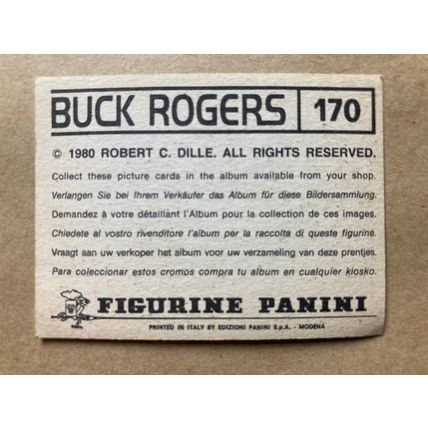 BUCK ROGERS 170
© 1980 ROBERT C. DILLE. ALL RIGHTS RESERVED.
Collect these picture cards in the album available from your shop.
Verlangen Sie bei Ihrem Verkäufer das Album für diese Bildersammlung.
Demandez à votre détaillant l'Album pour la collection de ces images.
Chiedete al vostro rivenditore l'album per la raccolta di queste figurine.
Vraagt aan uw verkoper het album voor uw verzameling van deze prentjes.
Para coleccionar estos cromos compra tu album en cualquier kiosko.
FIGURINE PANINI
PRINTED IN ITALY BY EDIZIONI PANINI S.p.A. - MODENA